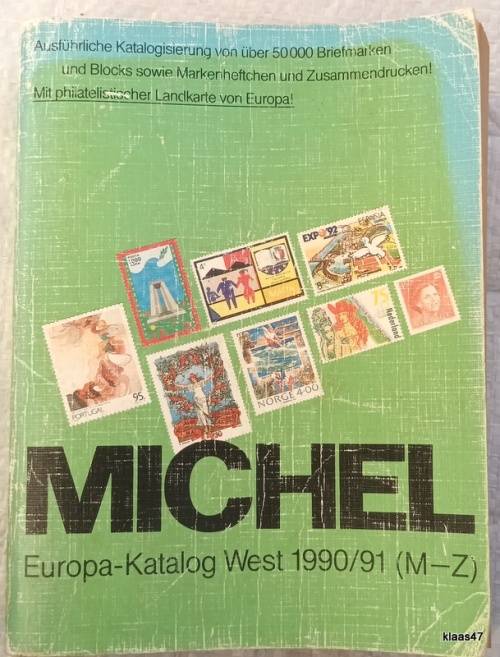 Ausführliche Katalogisierung von über 50000 Briefmarken
und Blocks sowie Markenheftchen und Zusammendrucken!
Mit philatelistischer Landkarte von Europa!
EXPO 92
75
Nederland
95
PORTUGAL
NORGE 4.00
MICHEL
Europa-Katalog West 1990/91 (M–Z)
klaas47